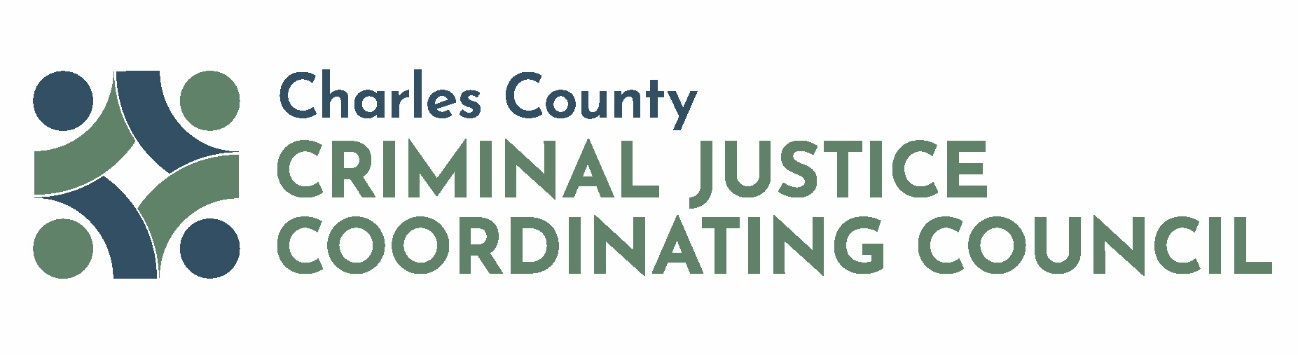 Charles County
CRIMINAL JUSTICE
COORDINATING COUNCIL